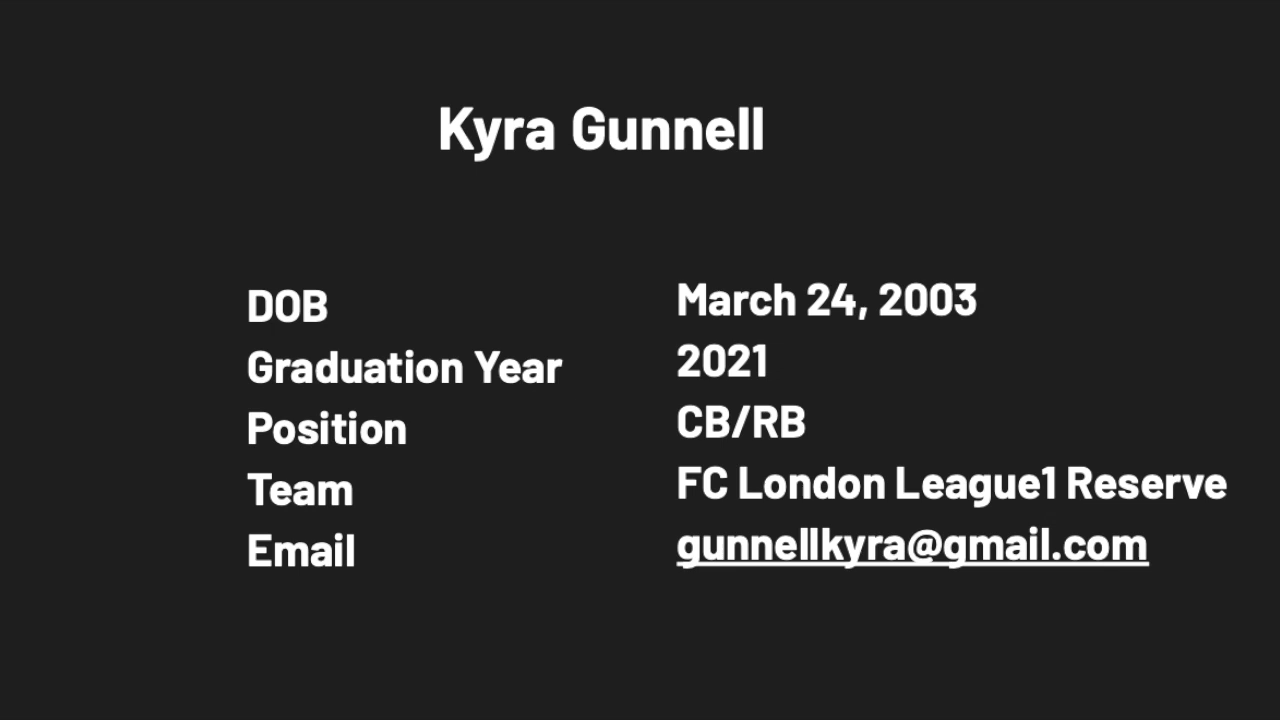 Kyra Gunnell
DOB March 24, 2003
Graduation Year 2021
Position CB/RB
Team FC London League1 Reserve
Email gunnellkyra@gmail.com